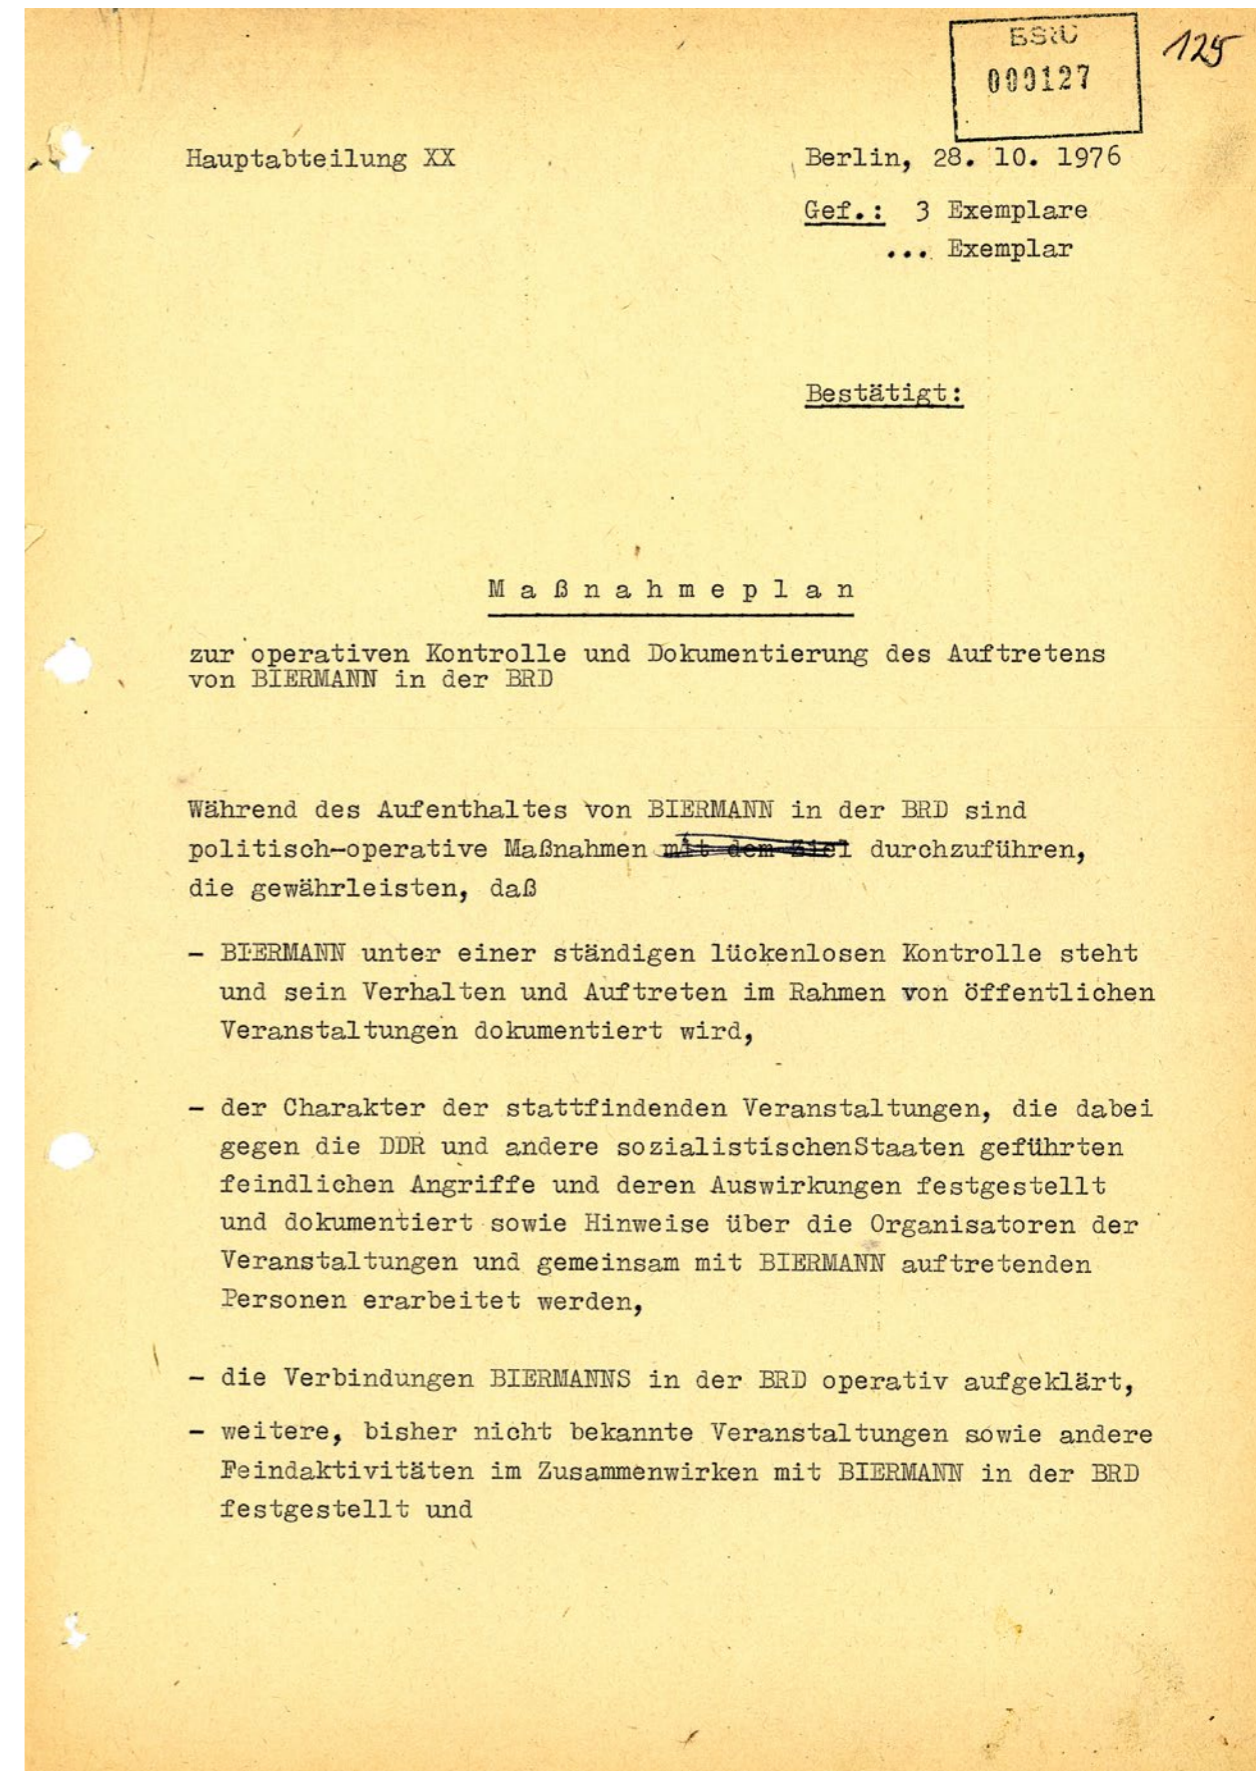 BStU
000127
125
Hauptabteilung XX
Berlin, 28. 10. 1976
Gef.: 3 Exemplare
... Exemplar
Bestätigt:
M a ß n a h m e p l a n
zur operativen Kontrolle und Dokumentierung des Auftretens
von BIERMANN in der BRD
Während des Aufenthaltes von BIERMANN in der BRD sind
politisch-operative Maßnahmen mit dem Ziel durchzuführen,
die gewährleisten, daß
- BIERMANN unter einer ständigen lückenlosen Kontrolle steht
und sein Verhalten und Auftreten im Rahmen von öffentlichen
Veranstaltungen dokumentiert wird,
- der Charakter der stattfindenden Veranstaltungen, die dabei
gegen die DDR und andere sozialistischenStaaten geführten
feindlichen Angriffe und deren Auswirkungen festgestellt
und dokumentiert sowie Hinweise über die Organisatoren der
Veranstaltungen und gemeinsam mit BIERMANN auftretenden
Personen erarbeitet werden,
- die Verbindungen BIERMANNS in der BRD operativ aufgeklärt,
- weitere, bisher nicht bekannte Veranstaltungen sowie andere
Feindaktivitäten im Zusammenwirken mit BIERMANN in der BRD
festgestellt und